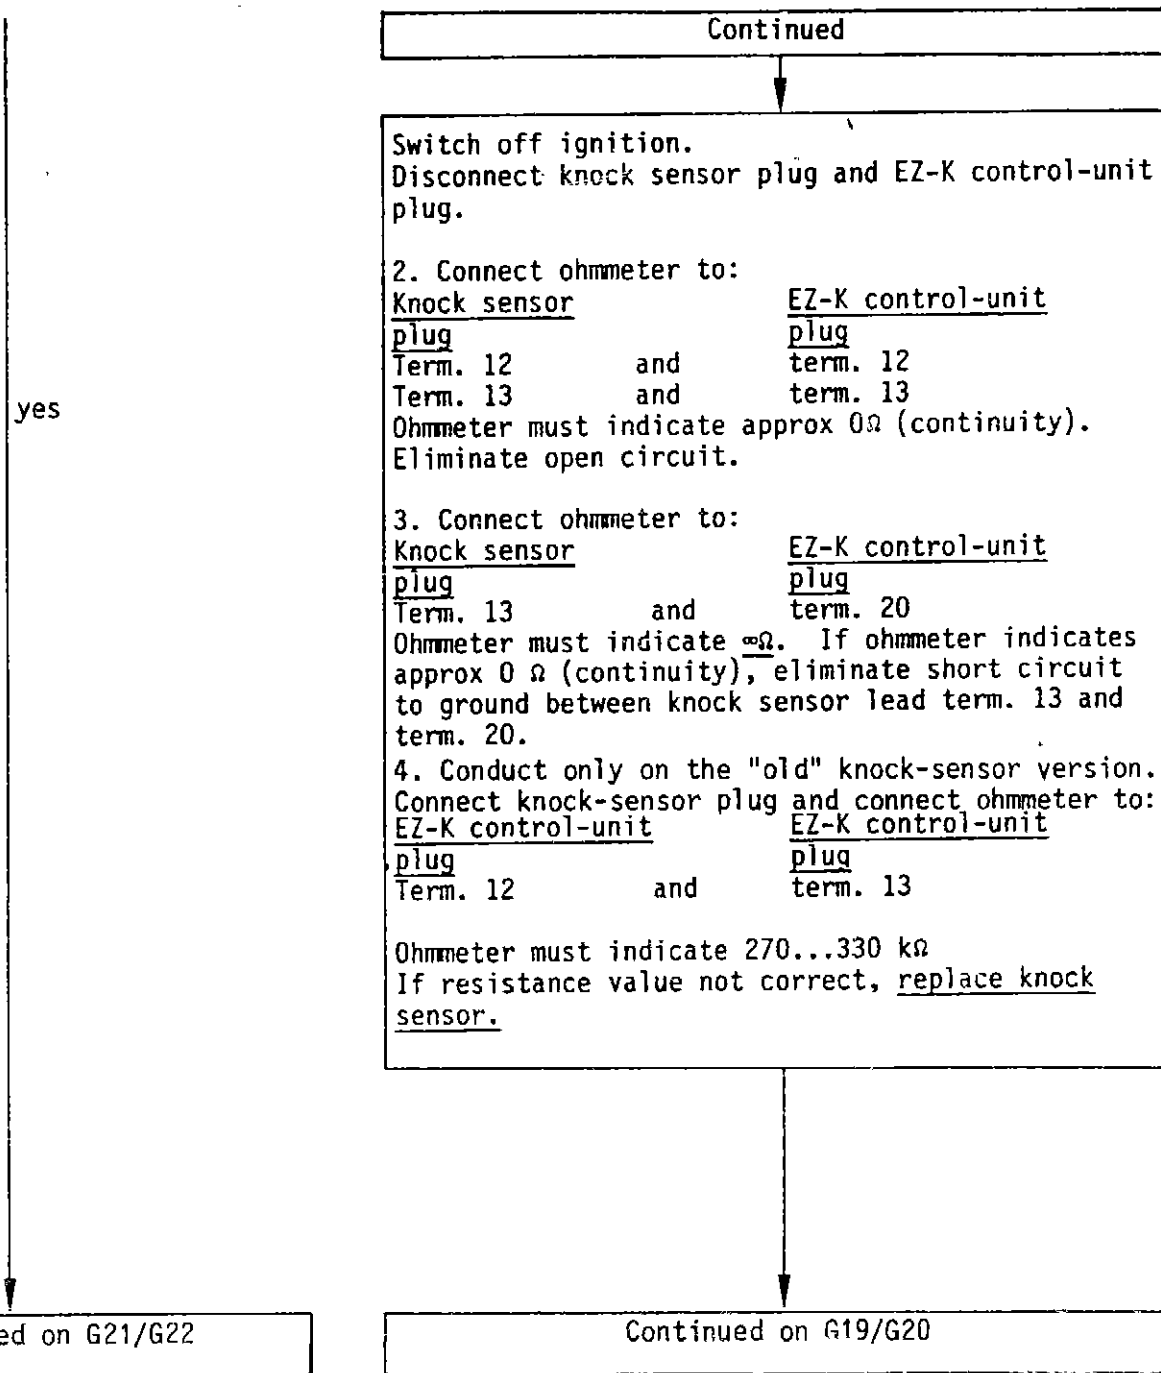 Continued
Switch off ignition.
Disconnect knock sensor plug and EZ-K control-unit
plug.
2. Connect ohmmeter to:
Knock sensor EZ-K control-unit
plug plug
Term. 12 and term. 12
Term. 13 and term. 13
Ohmmeter must indicate approx 0Ω (continuity).
Eliminate open circuit.
3. Connect ohmmeter to:
Knock sensor EZ-K control-unit
plug plug
Term. 13 and term. 20
Ohmmeter must indicate ∞Ω. If ohmmeter indicates
approx 0 Ω (continuity), eliminate short circuit
to ground between knock sensor lead term. 13 and
term. 20.
4. Conduct only on the "old" knock-sensor version.
Connect knock-sensor plug and connect ohmmeter to:
EZ-K control-unit EZ-K control-unit
plug plug
Term. 12 and term. 13
Ohmmeter must indicate 270...330 kΩ
If resistance value not correct, replace knock
sensor.
yes
ed on G21/G22
Continued on G19/G20